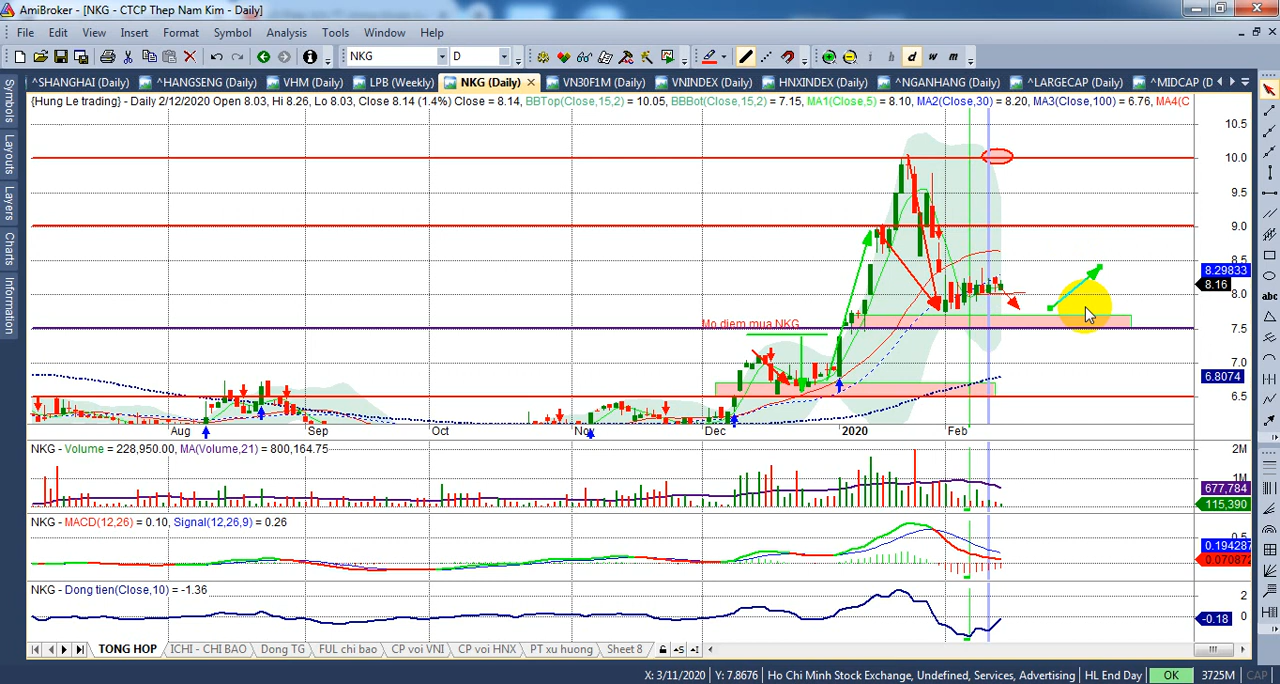 AmiBroker - [NKG - CTCP Thep Nam Kim - Daily]
File Edit View Insert Format Symbol Analysis Tools Window Help
NKG D i h d w m
^SHANGHAI (Daily) ^HANGSENG (Daily) VHM (Daily) LPB (Weekly) NKG (Daily) VN30F1M (Daily) VNINDEX (Daily) HNXINDEX (Daily) ^NGANHANG (Daily) ^LARGECAP (Daily) ^MIDCAP (D
Symbols
Layouts
Layers
Charts
Information
{Hung Le trading} - Daily 2/12/2020 Open 8.03, Hi 8.26, Lo 8.03, Close 8.14 (1.4%) Close = 8.14, BBTop(Close,15,2) = 10.05, BBBot(Close,15,2) = 7.15, MA1(Close,5) = 8.10, MA2(Close,30) = 8.20, MA3(Close,100) = 6.76, MA4(C
10.5
10.0
9.5
9.0
8.5
8.29833
8.16
8.0
7.5
7.0
6.8074
6.5
Mo diem mua NKG
abc
Aug Sep Oct Nov Dec 2020 Feb
NKG - Volume = 228,950.00, MA(Volume,21) = 800,164.75
2M
1M
677,784
115,390
NKG - MACD(12,26) = 0.10, Signal(12,26,9) = 0.26
0.5
0.194287
0.070872
NKG - Dong tien(Close,10) = -1.36
2
0
-0.18
TONG HOP ICHI - CHI BAO Dong TG FUL chi bao CP voi VNI CP voi HNX PT xu huong Sheet 8
X: 3/11/2020 Y: 7.8676 Ho Chi Minh Stock Exchange, Undefined, Services, Advertising HL End Day OK 3725M CAP